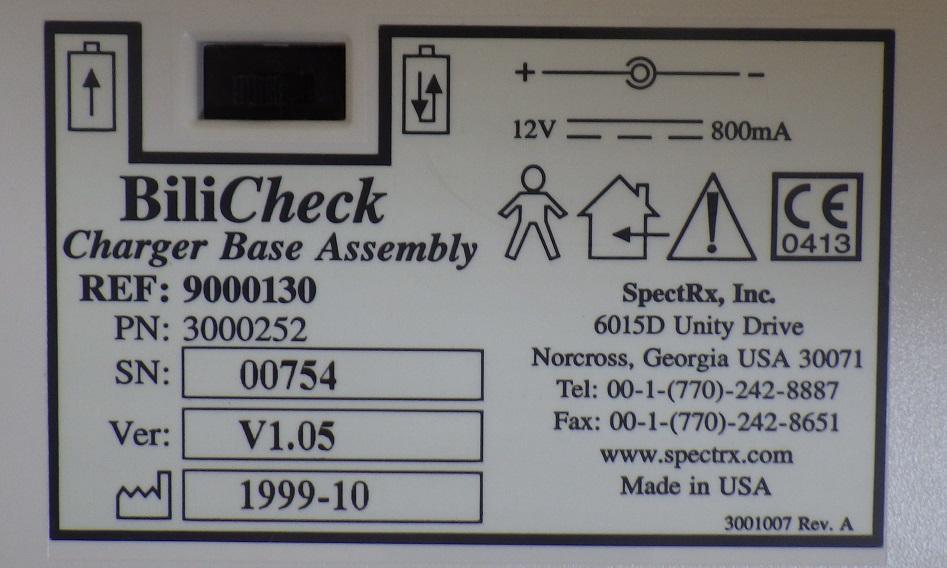 + -
12V 800mA
BiliCheck
Charger Base Assembly
REF: 9000130
PN: 3000252
SN: 00754
Ver: V1.05
1999-10
CE
0413
SpectRx, Inc.
6015D Unity Drive
Norcross, Georgia USA 30071
Tel: 00-1-(770)-242-8887
Fax: 00-1-(770)-242-8651
www.spectrx.com
Made in USA
3001007 Rev. A